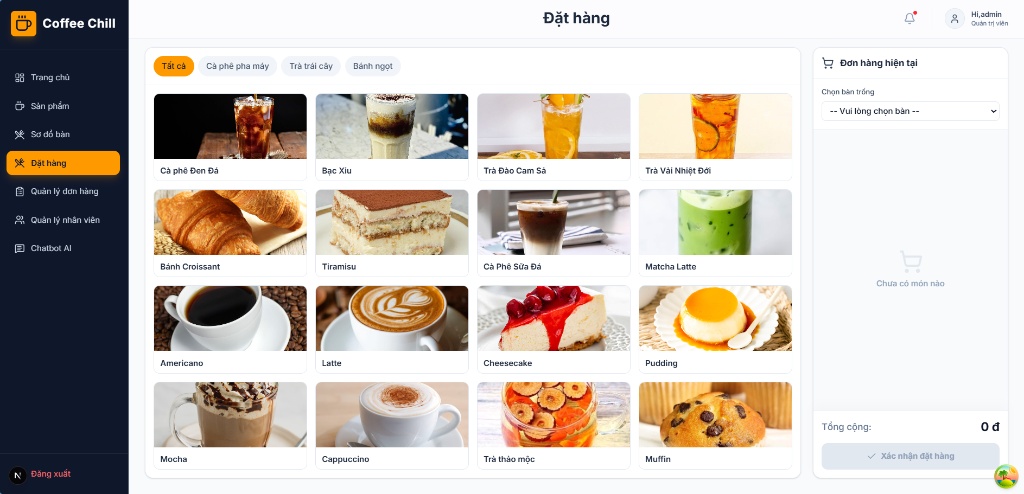 Coffee Chill
Trang chủ
Sản phẩm
Sơ đồ bàn
Đặt hàng
Quản lý đơn hàng
Quản lý nhân viên
Chatbot AI
N
Đăng xuất
Đặt hàng
Hi,admin
Quản trị viên
Tất cả
Cà phê pha máy
Trà trái cây
Bánh ngọt
Cà phê Đen Đá
Bạc Xỉu
Trà Đào Cam Sả
Trà Vải Nhiệt Đới
Bánh Croissant
Tiramisu
Cà Phê Sữa Đá
Matcha Latte
Americano
Latte
Cheesecake
Pudding
Mocha
Cappuccino
Trà thảo mộc
Muffin
Đơn hàng hiện tại
Chọn bàn trống
-- Vui lòng chọn bàn --
Chưa có món nào
Tổng cộng: 0 đ
Xác nhận đặt hàng